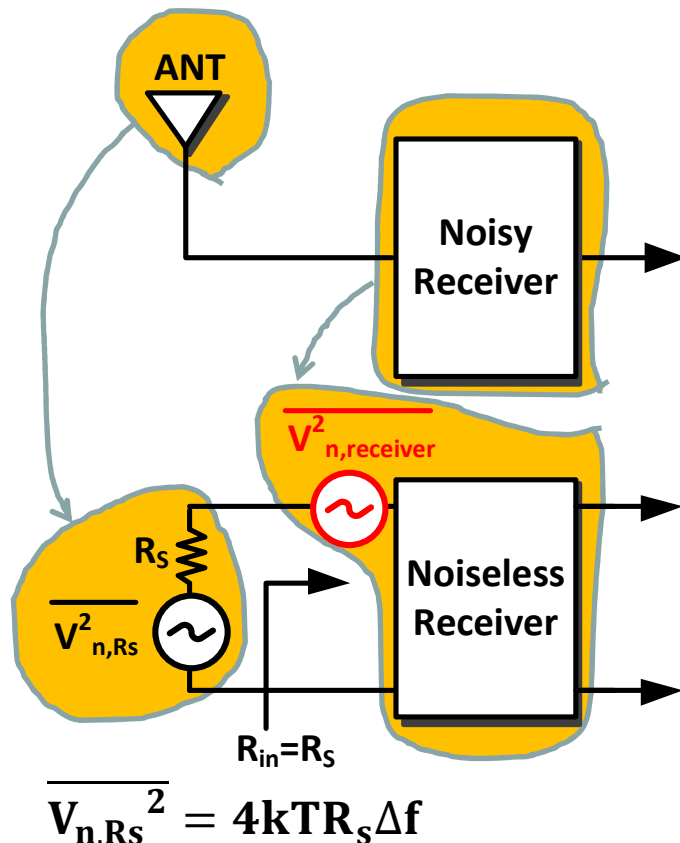 ANT
Noisy
Receiver
V²n,receiver
RS
V²n,Rs
Noiseless
Receiver
Rin=RS
Vn,Rs² = 4kTRsΔf